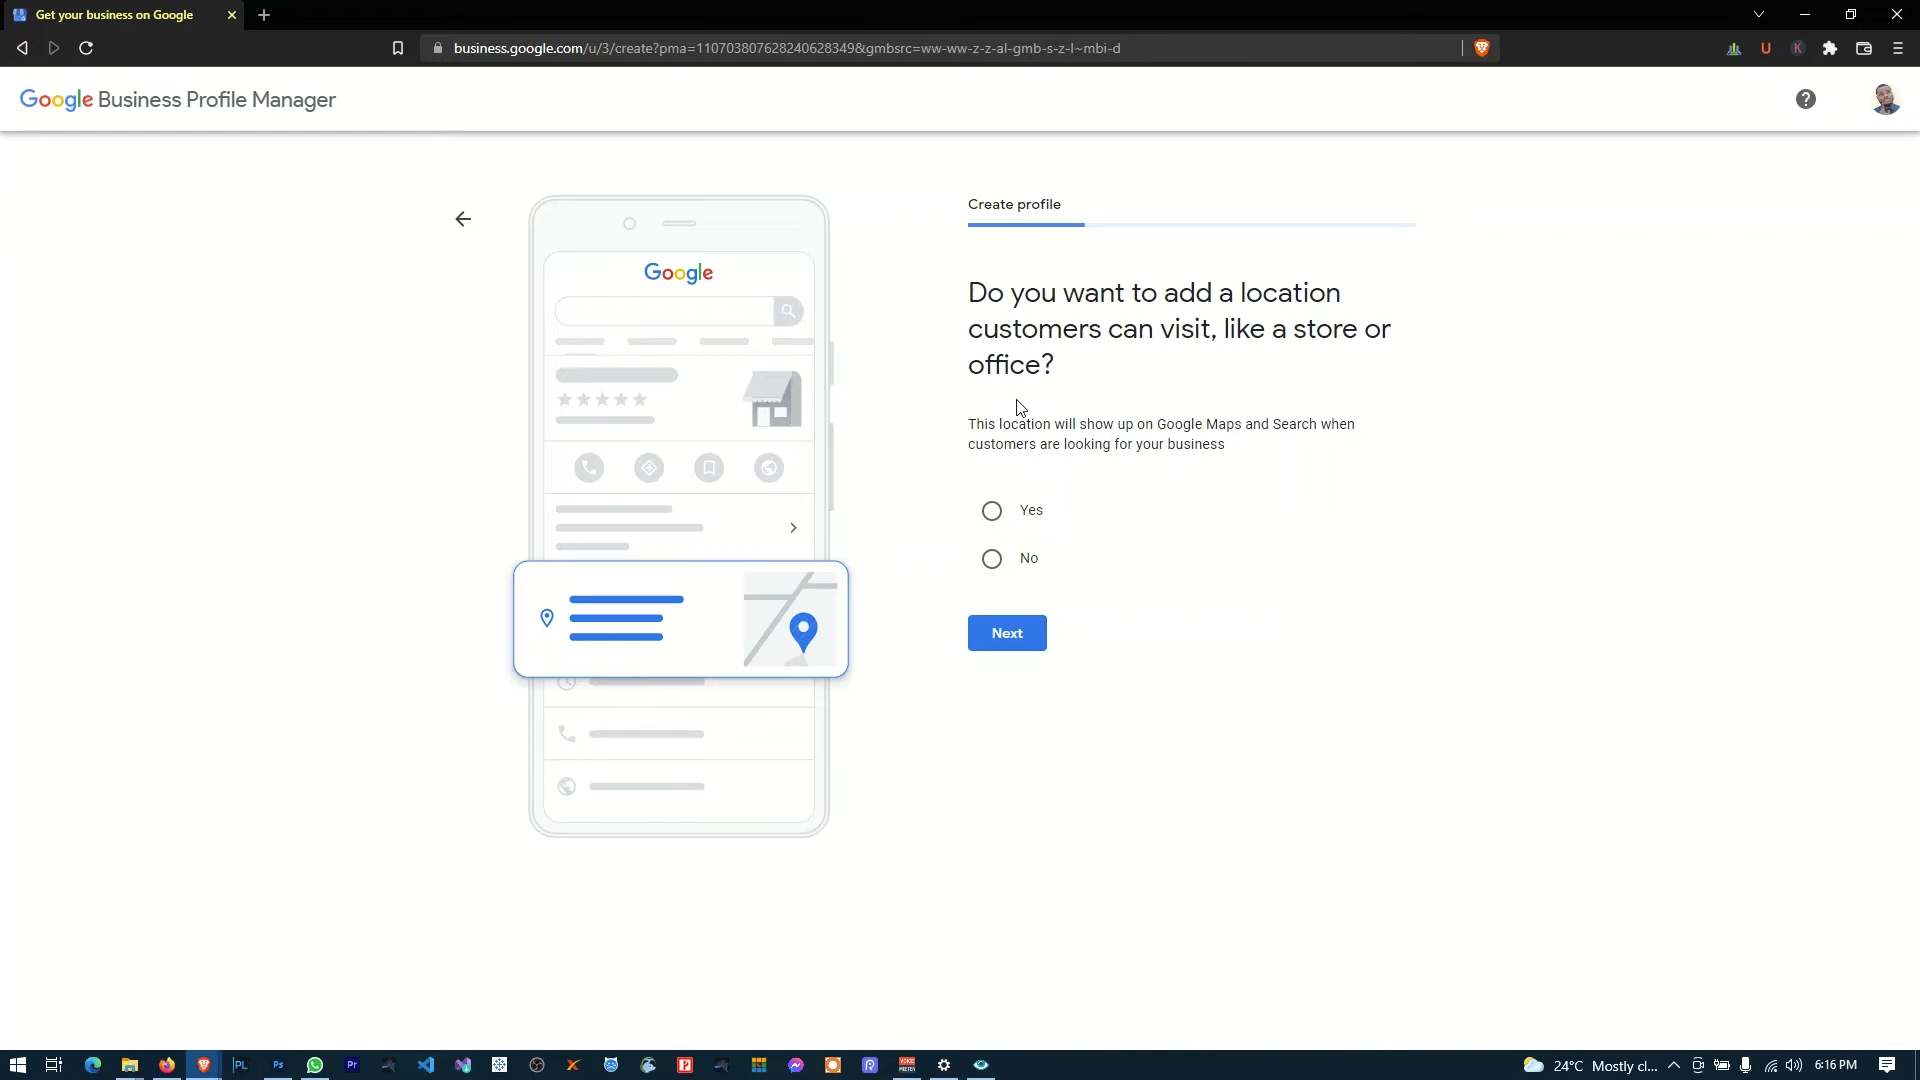 Get your business on Google
business.google.com/u/3/create?pma=11070380762824062834９&gmbsrc=ww-ww-z-z-al-gmb-s-z-l~mbi-d
U
K
Google Business Profile Manager
Google
Create profile
Do you want to add a location
customers can visit, like a store or
office?
This location will show up on Google Maps and Search when
customers are looking for your business
Yes
No
Next
PL
Ps
Pr
24°C Mostly cl...
6:16 PM